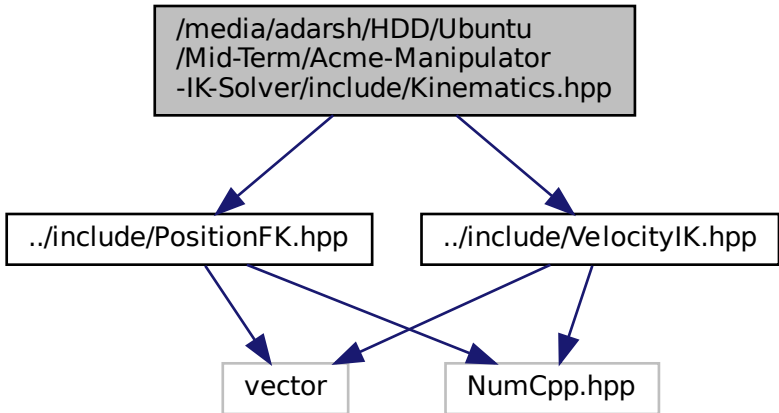 /media/adarsh/HDD/Ubuntu
/Mid-Term/Acme-Manipulator
-IK-Solver/include/Kinematics.hpp
../include/PositionFK.hpp
../include/VelocityIK.hpp
vector
NumCpp.hpp